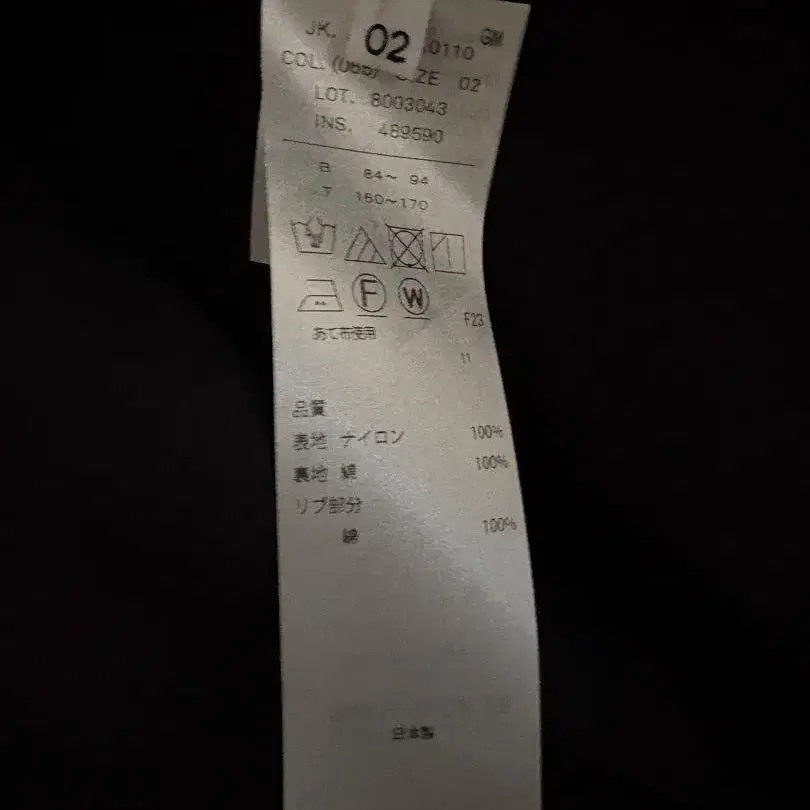 02
JK. .0110 GM
COL. SIZE 02
LOT. 8003043
INS. 489590
B 84～ 94
T 160～170
F W
あて布使用 F23
11
品質
表地 ナイロン 100%
裏地 綿 100%
リブ部分
綿 100%
日本製